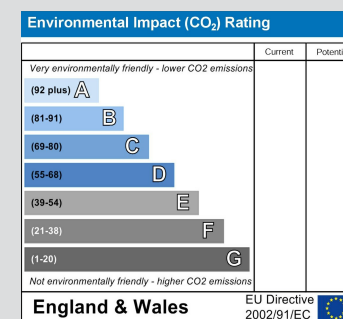 Environmental Impact (CO₂) Rating
Current Potenti
Very environmentally friendly - lower CO2 emissions
(92 plus) A
(81-91) B
(69-80) C
(55-68) D
(39-54) E
(21-38) F
(1-20) G
Not environmentally friendly - higher CO2 emissions
England & Wales
EU Directive
2002/91/EC